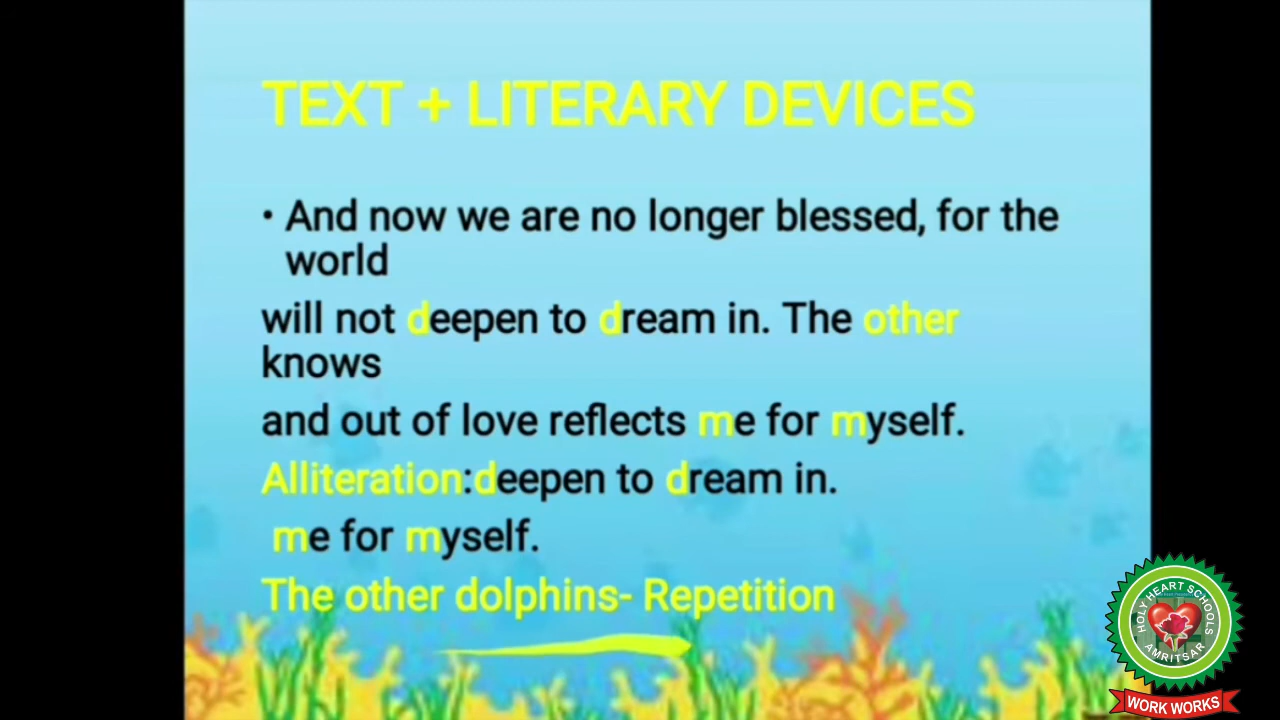 TEXT + LITERARY DEVICES
• And now we are no longer blessed, for the
world
will not deepen to dream in. The other
knows
and out of love reflects me for myself.
Alliteration:deepen to dream in.
me for myself.
The other dolphins- Repetition
HOLY HEART SCHOOLS
AMRITSAR
WORK WORKS